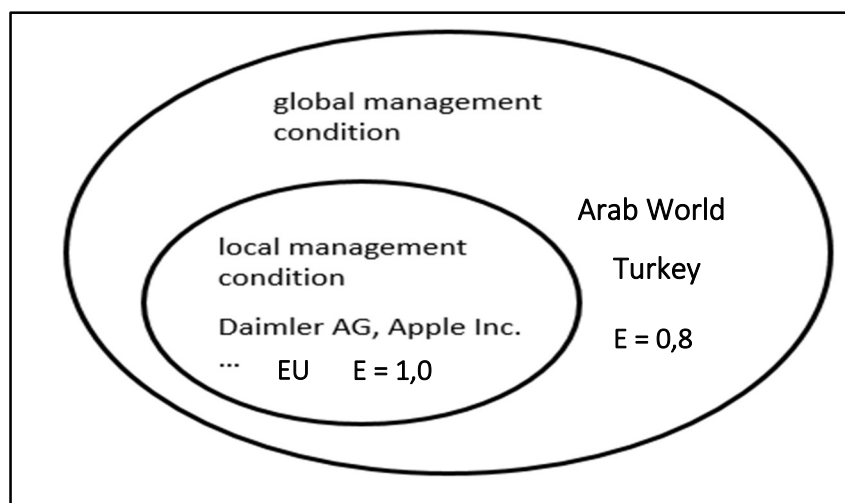 global management
condition
Arab World
local management
condition
Turkey
Daimler AG, Apple Inc.
E = 0,8
... EU E = 1,0